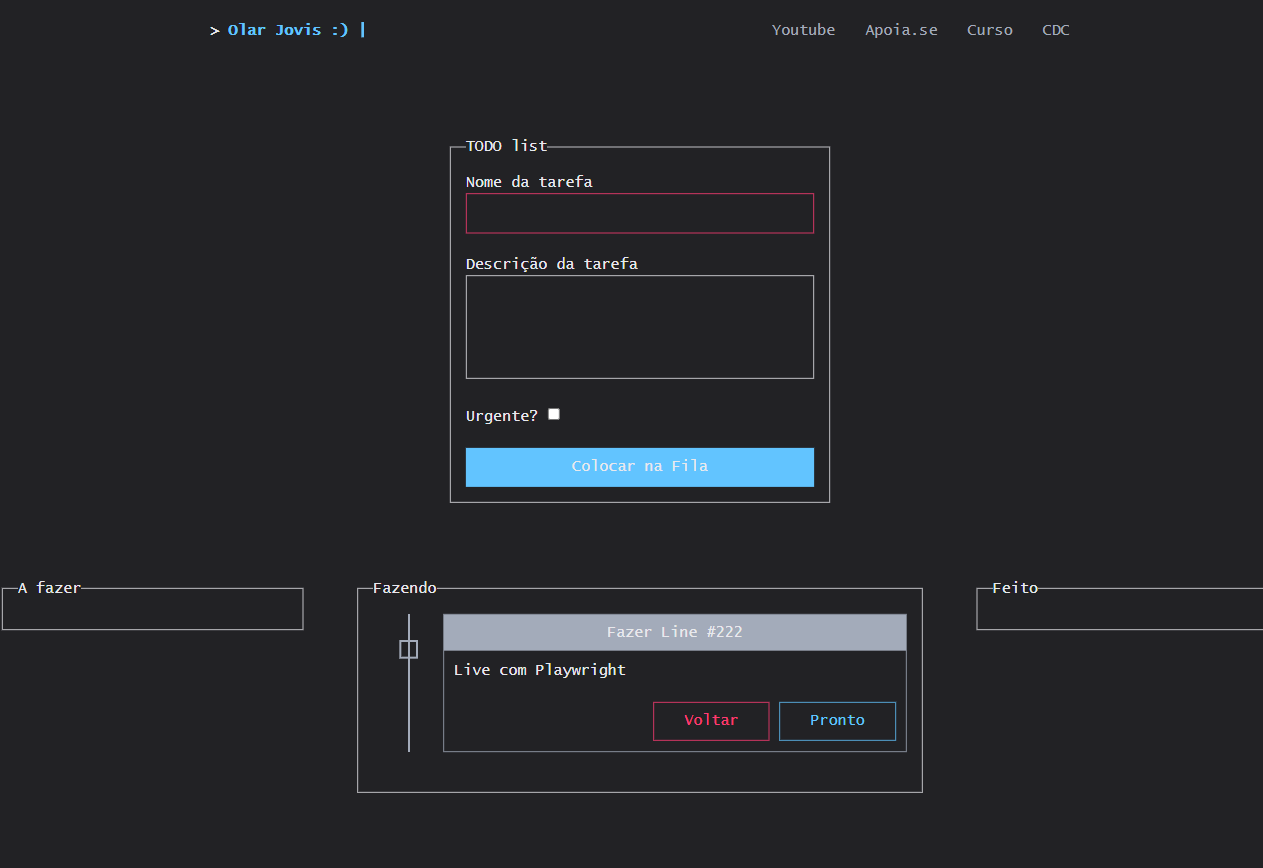 > Olar Jovis :) |
Youtube Apoia.se Curso CDC
TODO list
Nome da tarefa
Descrição da tarefa
Urgente?
Colocar na Fila
A fazer
Fazendo
Feito
Fazer Line #222
Live com Playwright
Voltar Pronto